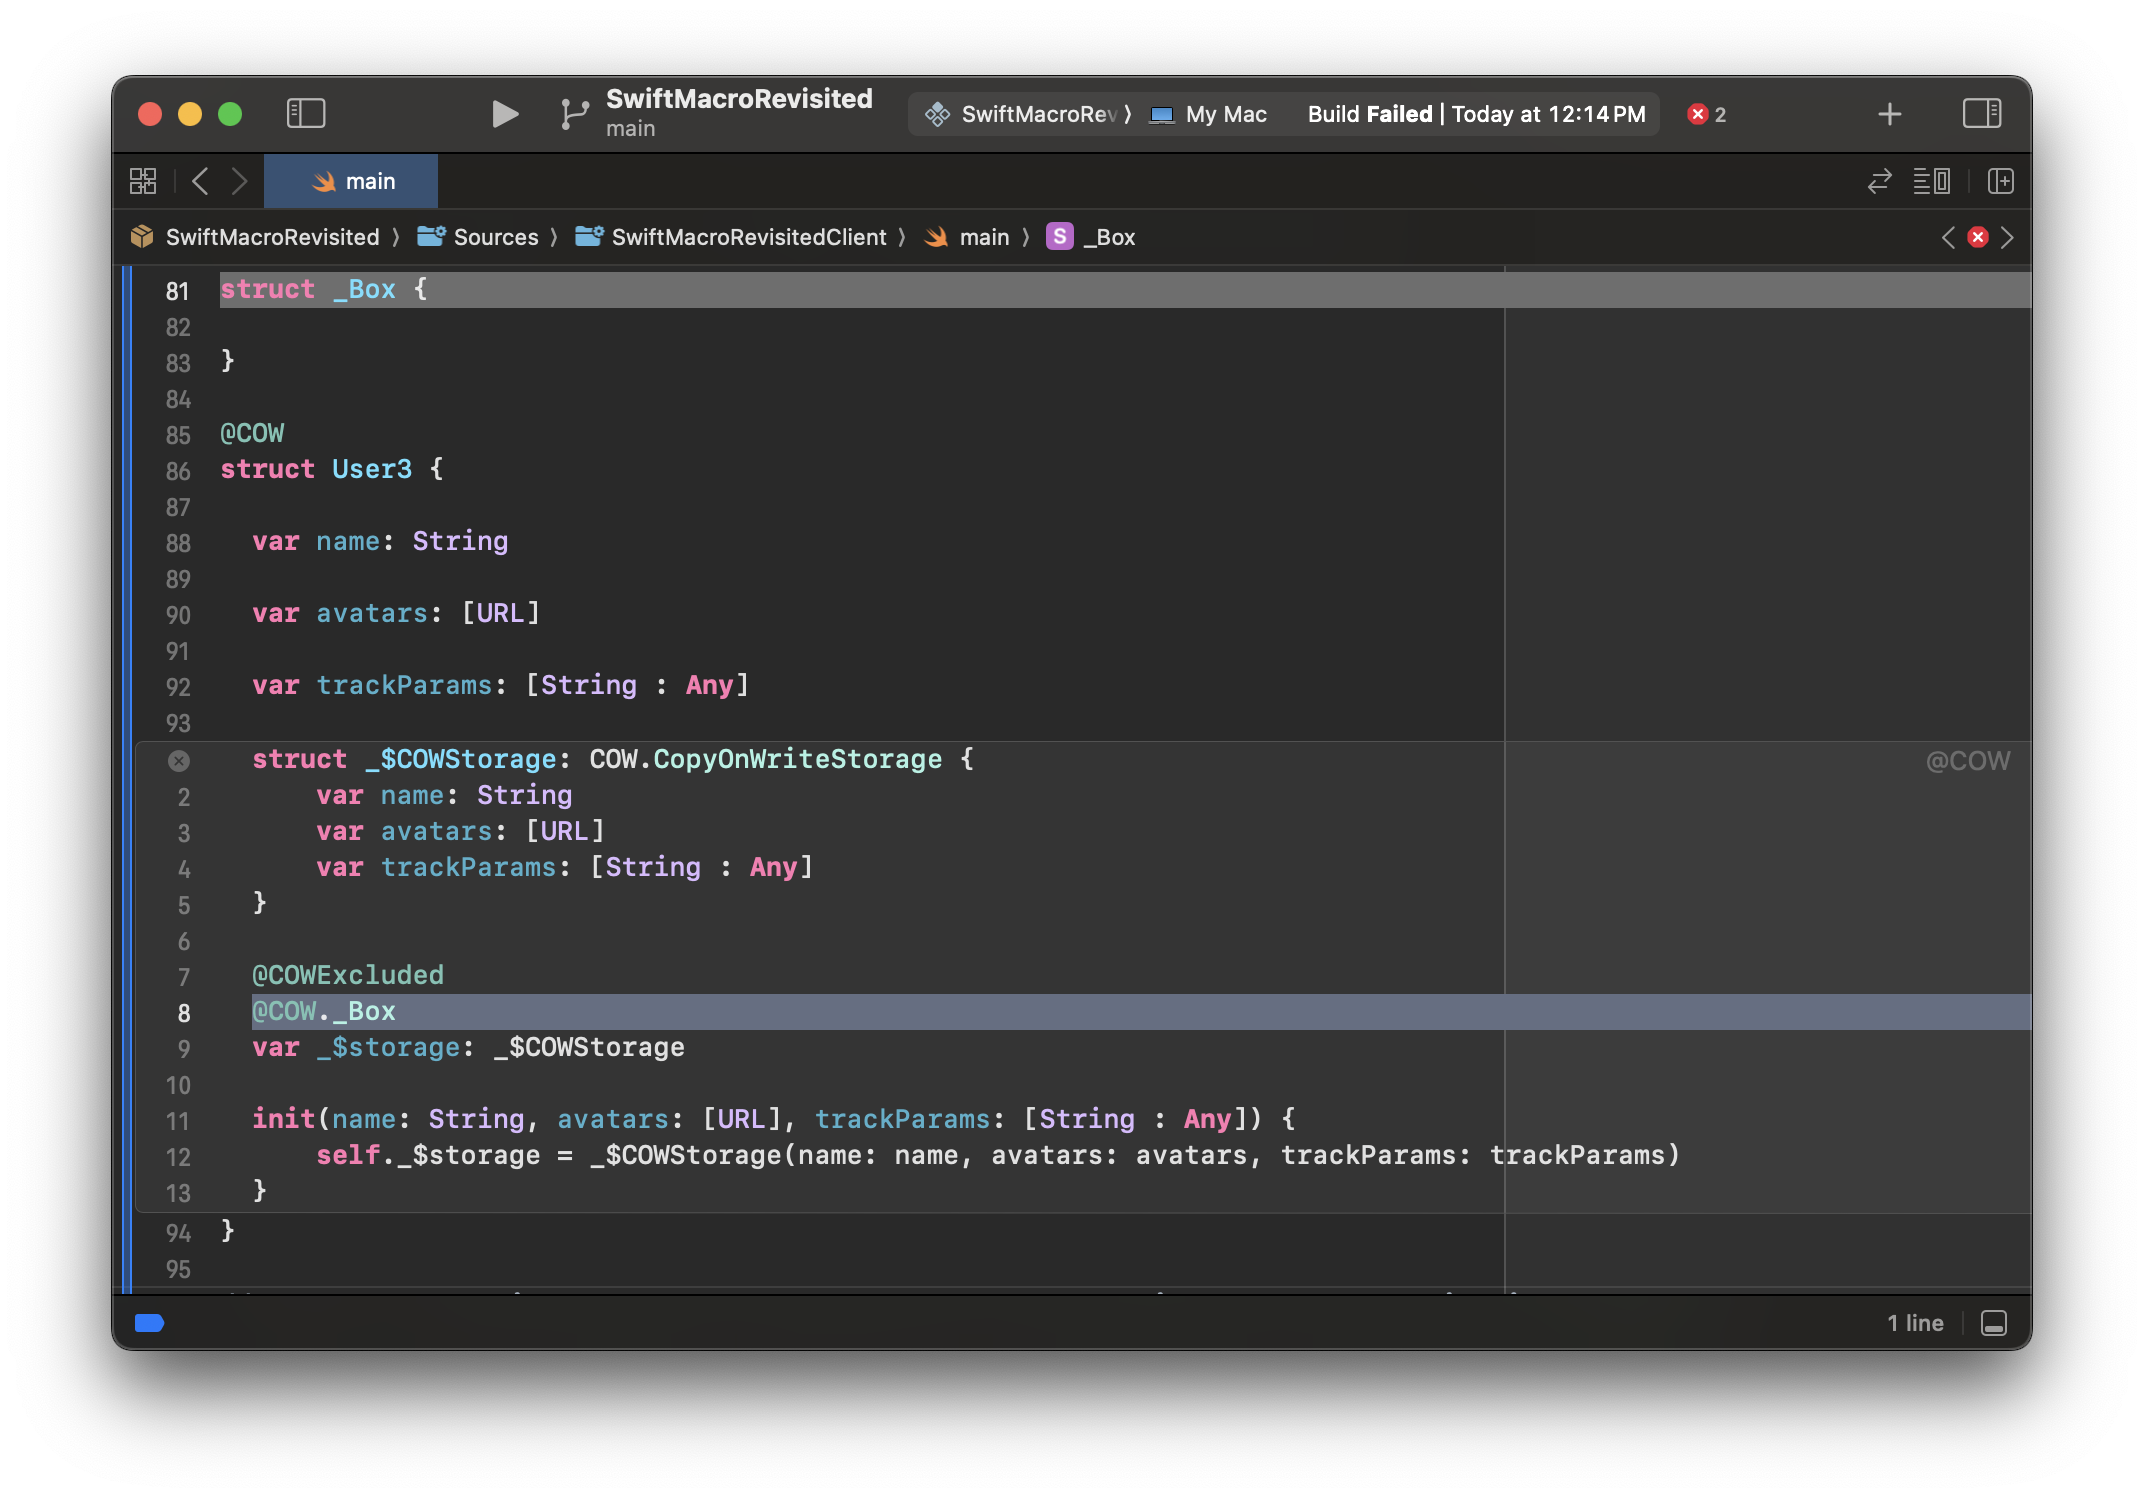 SwiftMacroRevisited
main
SwiftMacroRev 〉 My Mac Build Failed | Today at 12:14 PM 2
main
SwiftMacroRevisited 〉 Sources 〉 SwiftMacroRevisitedClient 〉 main 〉 S _Box
81 struct _Box {
82
83 }
84
85 @COW
86 struct User3 {
87
88 var name: String
89
90 var avatars: [URL]
91
92 var trackParams: [String : Any]
93
struct _$COWStorage: COW.CopyOnWriteStorage { @COW
2 var name: String
3 var avatars: [URL]
4 var trackParams: [String : Any]
5 }
6
7 @COWExcluded
8 @COW._Box
9 var _$storage: _$COWStorage
10
11 init(name: String, avatars: [URL], trackParams: [String : Any]) {
12 self._$storage = _$COWStorage(name: name, avatars: avatars, trackParams: trackParams)
13 }
94 }
95
1 line